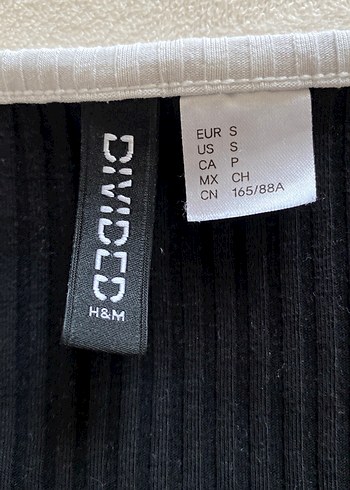 DIVIDED
H&M
EUR S
US S
CA P
MX CH
CN 165/88A